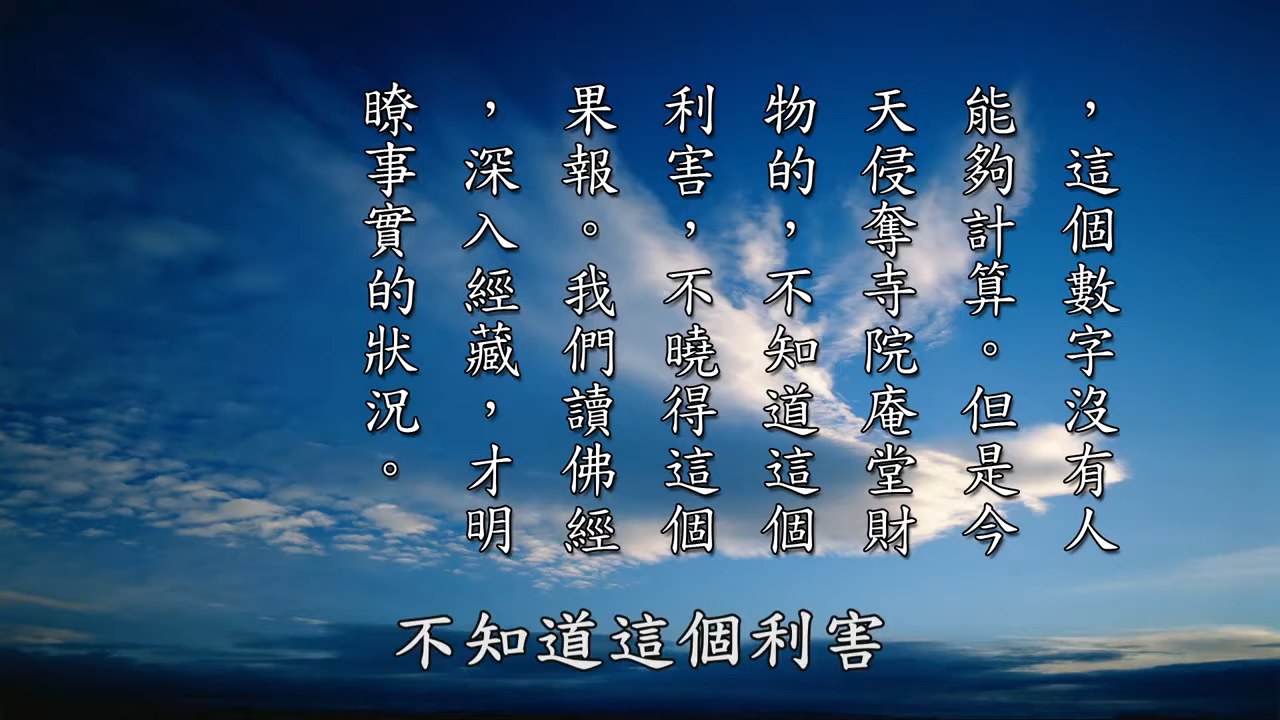 ，這個數字沒有人
能夠計算。但是今
天侵奪寺院庵堂財
物的，不知道這個
利害，不曉得這個
果報。我們讀佛經
，深入經藏，才明
瞭事實的狀況。
不知道這個利害